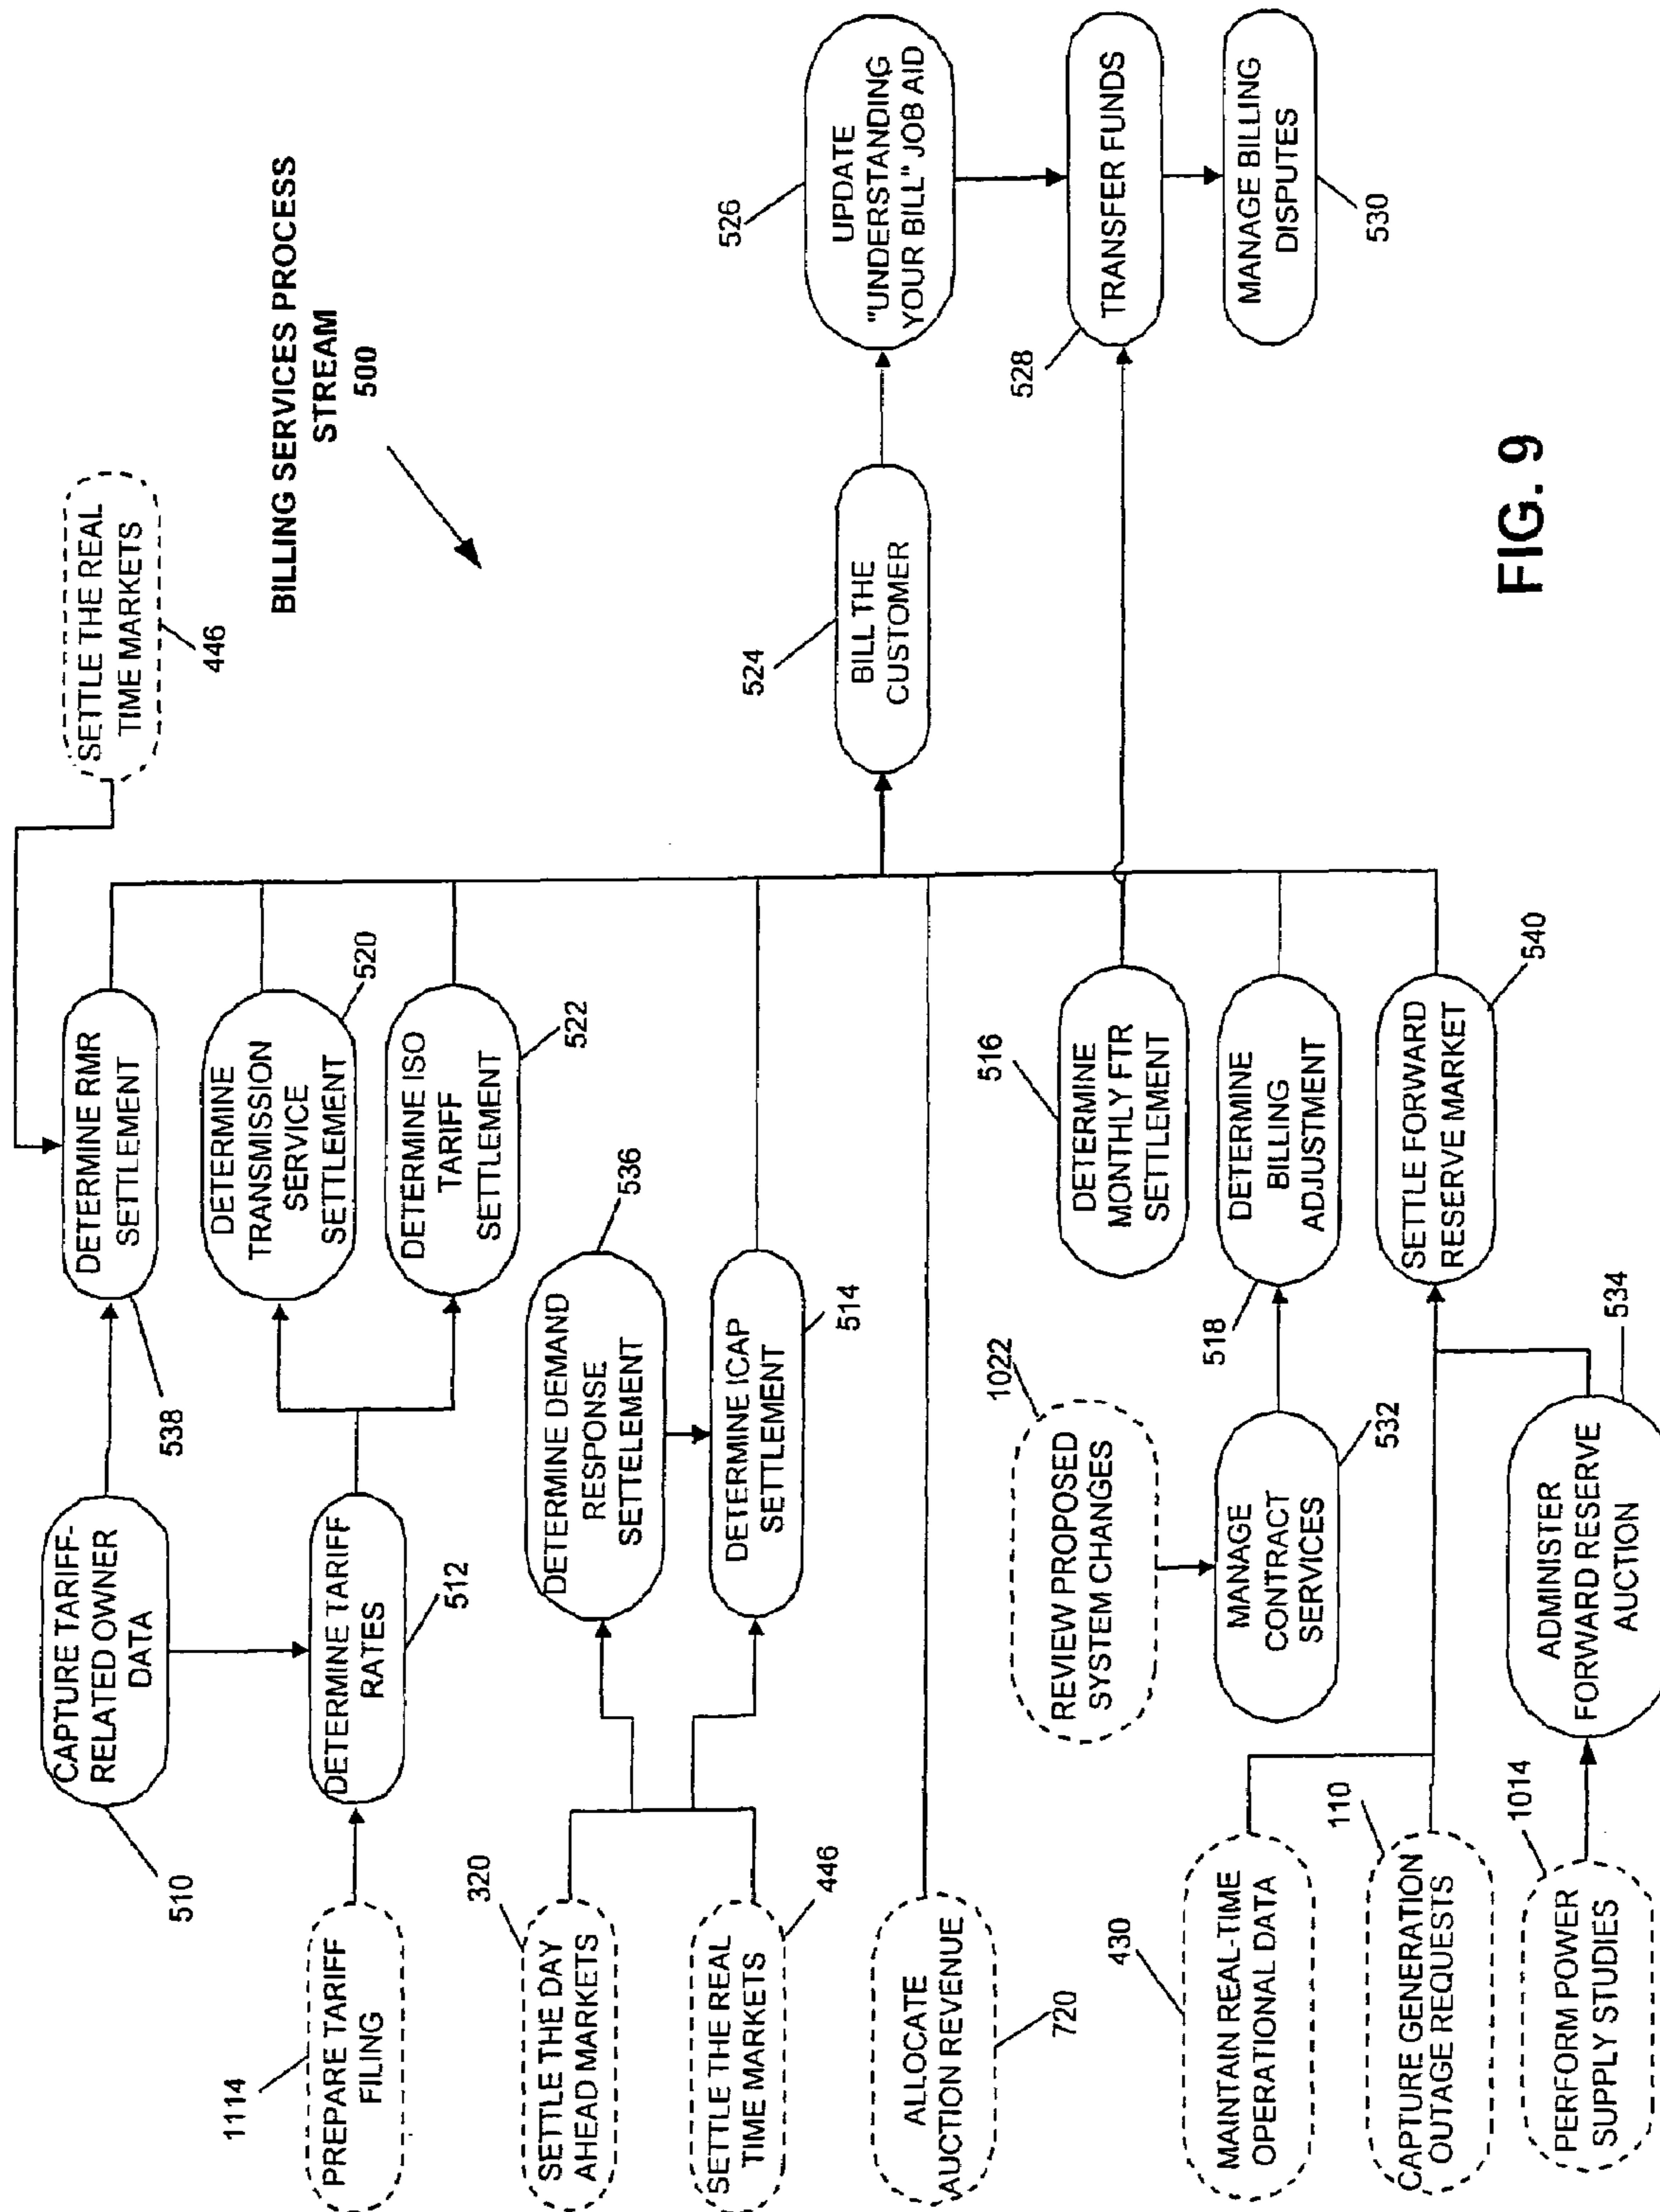 BILLING SERVICES PROCESS
STREAM
500
SETTLE THE REAL
TIME MARKETS
446
CAPTURE TARIFF-
RELATED OWNER
DATA
510
DETERMINE RMR
SETTLEMENT
538
1114
PREPARE TARIFF
FILING
DETERMINE TARIFF
RATES
512
DETERMINE
TRANSMISSION
SERVICE
SETTLEMENT
520
DETERMINE ISO
TARIFF
SETTLEMENT
522
320
SETTLE THE DAY
AHEAD MARKETS
SETTLE THE REAL
TIME MARKETS
446
DETERMINE DEMAND
RESPONSE
SETTELEMENT
536
DETERMINE ICAP
SETTLEMENT
514
524
BILL THE
CUSTOMER
526
UPDATE
"UNDERSTANDING
YOUR BILL" JOB AID
ALLOCATE
AUCTION REVENUE
720
528
TRANSFER FUNDS
MANAGE BILLING
DISPUTES
530
1022
REVIEW PROPOSED
SYSTEM CHANGES
516
DETERMINE
MONTHLY FTR
SETTLEMENT
MANAGE
CONTRACT
SERVICES
532
518
DETERMINE
BILLING
ADJUSTMENT
430
MAINTAIN REAL-TIME
OPERATIONAL DATA
110
CAPTURE GENERATION
OUTAGE REQUESTS
SETTLE FORWARD
RESERVE MARKET
540
1014
PERFORM POWER
SUPPLY STUDIES
ADMINISTER
FORWARD RESERVE
AUCTION
534
FIG. 9